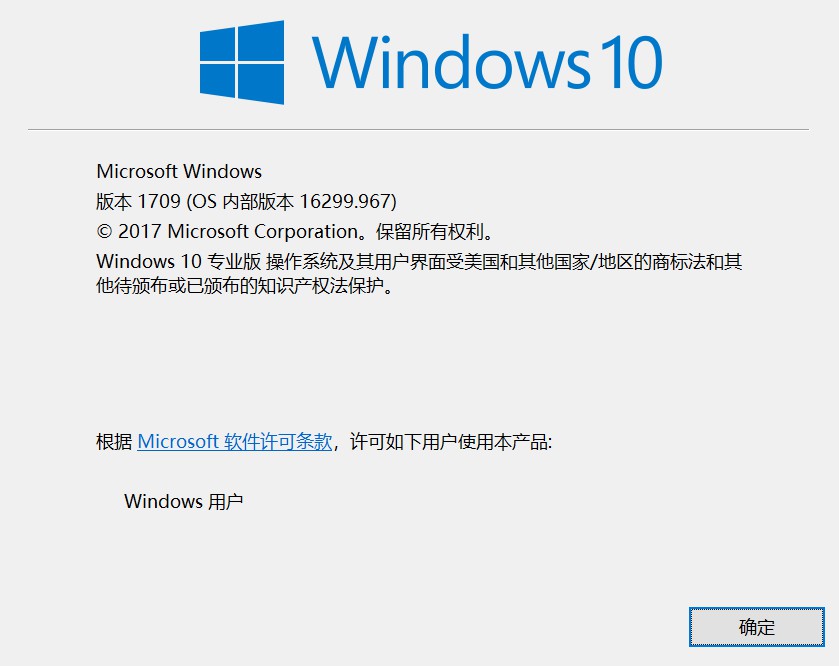 Windows 10
Microsoft Windows
版本 1709 (OS 内部版本 16299.967)
© 2017 Microsoft Corporation。保留所有权利。
Windows 10 专业版 操作系统及其用户界面受美国和其他国家/地区的商标法和其
他待颁布或已颁布的知识产权法保护。
根据 Microsoft 软件许可条款，许可如下用户使用本产品:
Windows 用户
确定